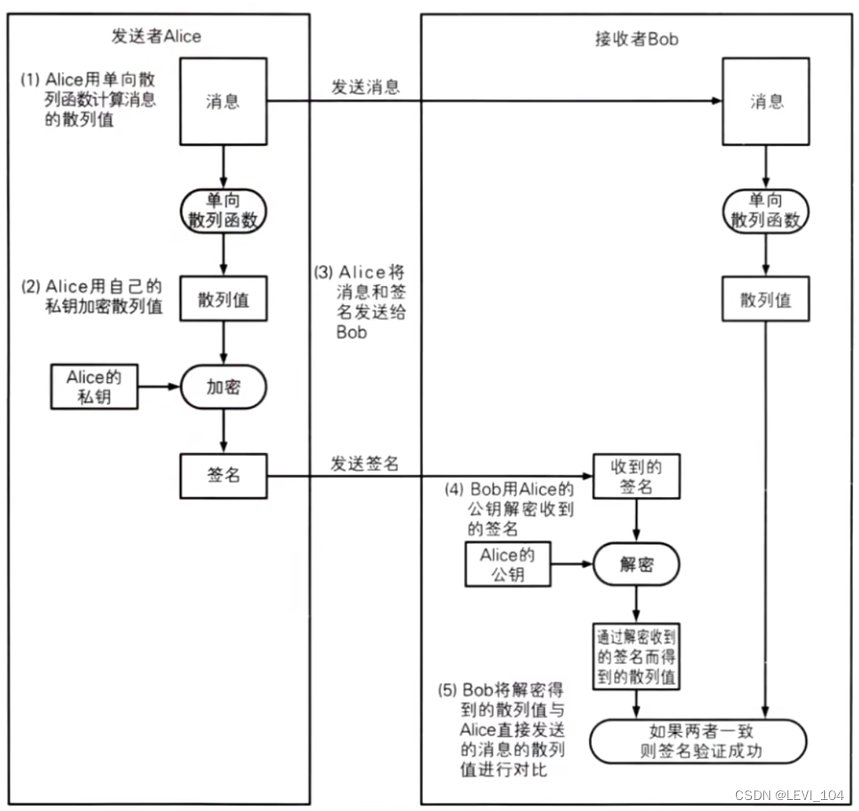 发送者Alice
接收者Bob
(1) Alice用单向散
列函数计算消息
的散列值
消息
发送消息
消息
单向
散列函数
单向
散列函数
(2) Alice用自己的
私钥加密散列值
散列值
(3) Alice将
消息和签
名发送给
Bob
散列值
Alice的
私钥
加密
签名
发送签名
收到的
签名
(4) Bob用Alice的
公钥解密收到
的签名
Alice的
公钥
解密
通过解密收到
的签名而得
到的散列值
(5) Bob将解密得
到的散列值与
Alice直接发送
的消息的散列
值进行对比
如果两者一致
则签名验证成功
CSDN @LEVI_104